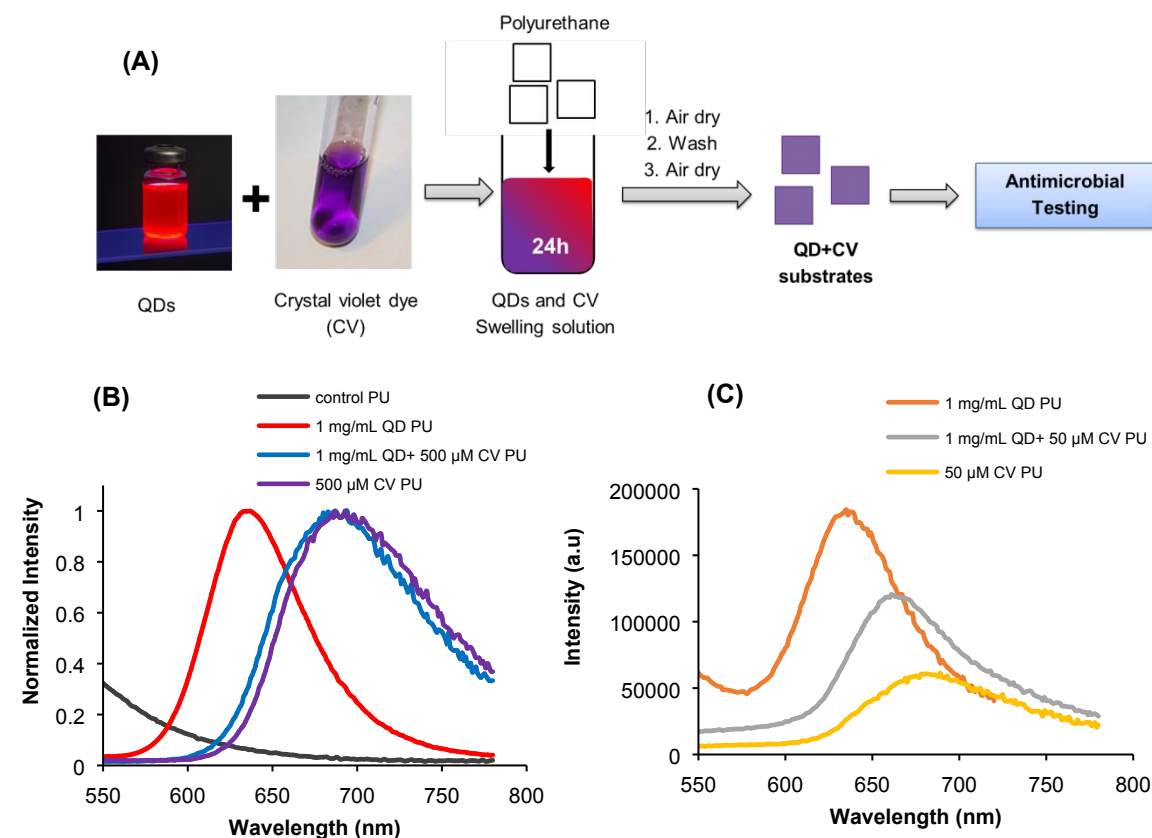 (A)
Polyurethane
1. Air dry
2. Wash
3. Air dry
24h
QDs
Crystal violet dye
(CV)
QDs and CV
Swelling solution
QD+CV
substrates
Antimicrobial
Testing
(B)
control PU
1 mg/mL QD PU
1 mg/mL QD+ 500 µM CV PU
500 µM CV PU
Normalized Intensity
1
0.8
0.6
0.4
0.2
0
550
600
650
700
750
800
Wavelength (nm)
(C)
1 mg/mL QD PU
1 mg/mL QD+ 50 µM CV PU
50 µM CV PU
Intensity (a.u)
200000
150000
100000
50000
0
550
600
650
700
750
800
Wavelength (nm)